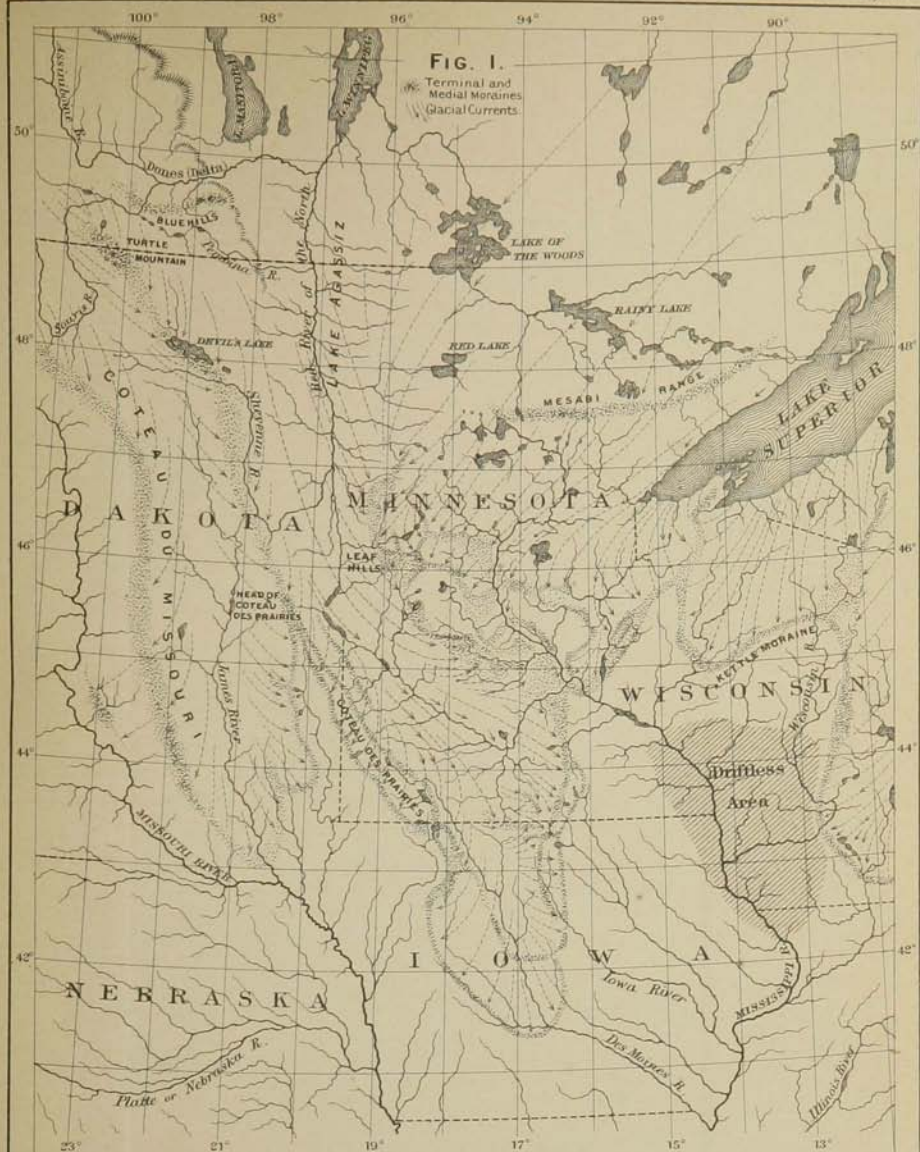 100° 98° 96° 94° 92° 90°
FIG. I.
Terminal and
Medial Moraines
Glacial Currents
L. MANITOBA
L. WINNIPEG
50°
50°
Dones (Delta
BLUE HILLS
TURTLE
MOUNTAIN
Pembina R.
Red River of the North
LAKE AGASSIZ
LAKE OF
THE WOODS
Souris R.
RAINY LAKE
48°
48°
DEVIL'S LAKE
RED LAKE
MESABI RANGE
LAKE
SUPERIOR
COTEAU DU MISSOURI
Sheyenne R.
DAKOTA
MINNESOTA
46°
46°
LEAF
HILLS
HEAD OF
COTEAU
DES PRAIRIES
James River
COTEAU DES PRAIRIES
KETTLE MORAINE
Wisconsin R.
WISCONSIN
44°
44°
Driftless
Area
MISSOURI RIVER
42°
42°
IOWA
NEBRASKA
Iowa River
MISSISSIPPI R.
Des Moines R.
Platte or Nebraska R.
Illinois River
23° 21° 19° 17° 15° 13°